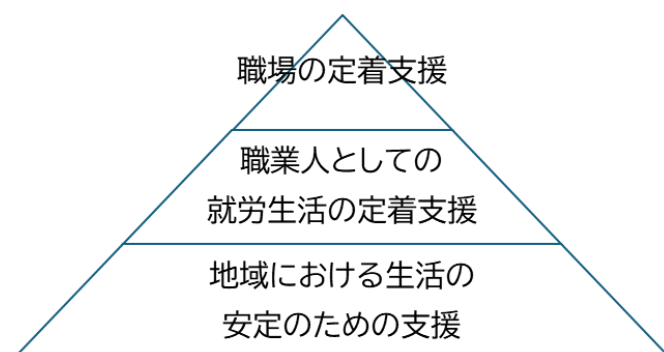 職場の定着支援
職業人としての
就労生活の定着支援
地域における生活の
安定のための支援